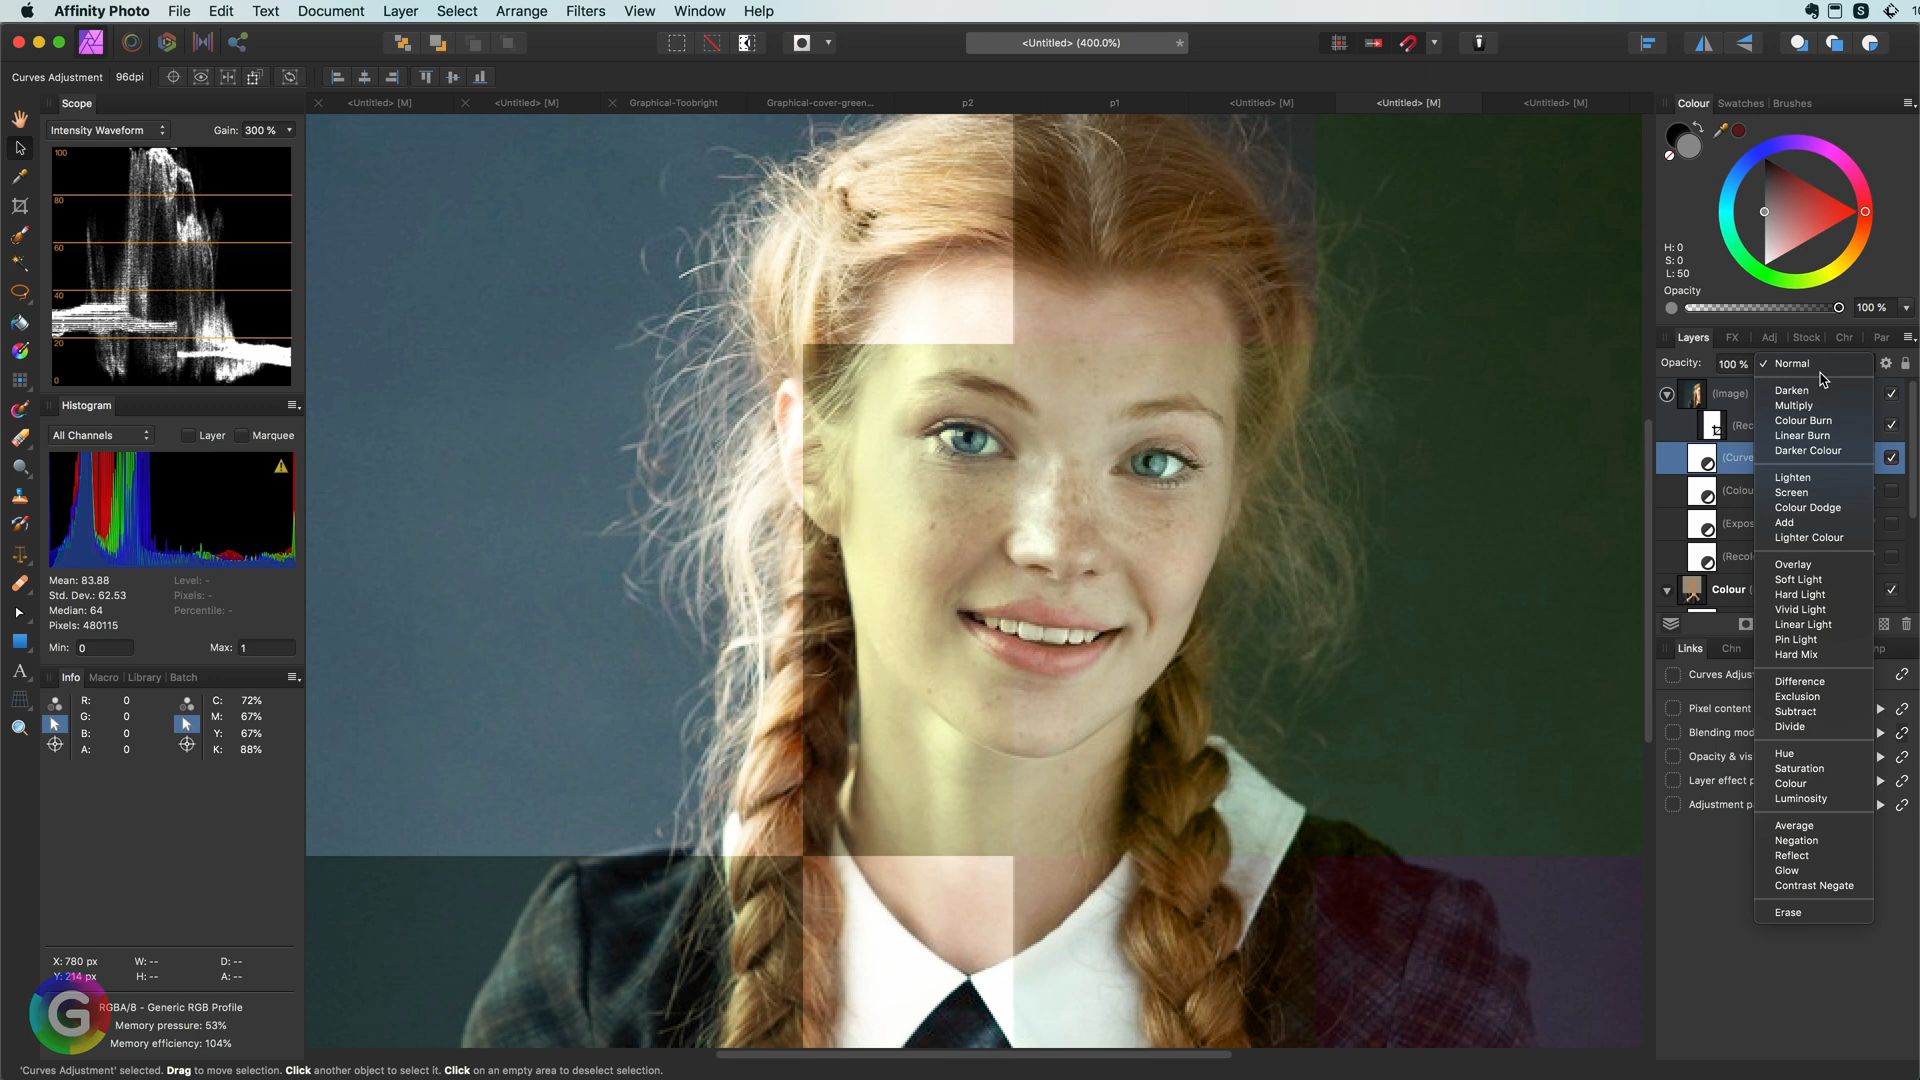 Affinity Photo File Edit Text Document Layer Select Arrange Filters View Window Help
<Untitled> (400.0%) *
Curves Adjustment 96dpi
Scope
Intensity Waveform Gain: 300 %
100
80
60
40
20
0
Histogram
All Channels Layer Marquee
Mean: 83.88 Level: -
Std. Dev.: 62.53 Pixels: -
Median: 64 Percentile: -
Pixels: 480115
Min: 0 Max: 1
Info Macro Library Batch
R: 0 C: 72%
G: 0 M: 67%
B: 0 Y: 67%
A: 0 K: 88%
X: 780 px W: -- D: --
Y: 214 px H: -- A: --
G
RGBA/8 - Generic RGB Profile
Memory pressure: 53%
Memory efficiency: 104%
<Untitled> [M] <Untitled> [M] Graphical-Toobright Graphical-cover-green... p2 p1 <Untitled> [M] <Untitled> [M] <Untitled> [M]
Colour Swatches Brushes
H: 0
S: 0
L: 50
Opacity
100 %
Layers FX Adj Stock Chr Par
Opacity: 100 % ✓ Normal
(Image)
(Rec
(Curve
(Colou
(Expos
(Recol
Colour (
Darken
Multiply
Colour Burn
Linear Burn
Darker Colour
Lighten
Screen
Colour Dodge
Add
Lighter Colour
Overlay
Soft Light
Hard Light
Vivid Light
Linear Light
Pin Light
Hard Mix
Difference
Exclusion
Subtract
Divide
Hue
Saturation
Colour
Luminosity
Average
Negation
Reflect
Glow
Contrast Negate
Erase
Links Chn
Curves Adjus
Pixel content
Blending mod
Opacity & vis
Layer effect p
Adjustment p
'Curves Adjustment' selected. Drag to move selection. Click another object to select it. Click on an empty area to deselect selection.